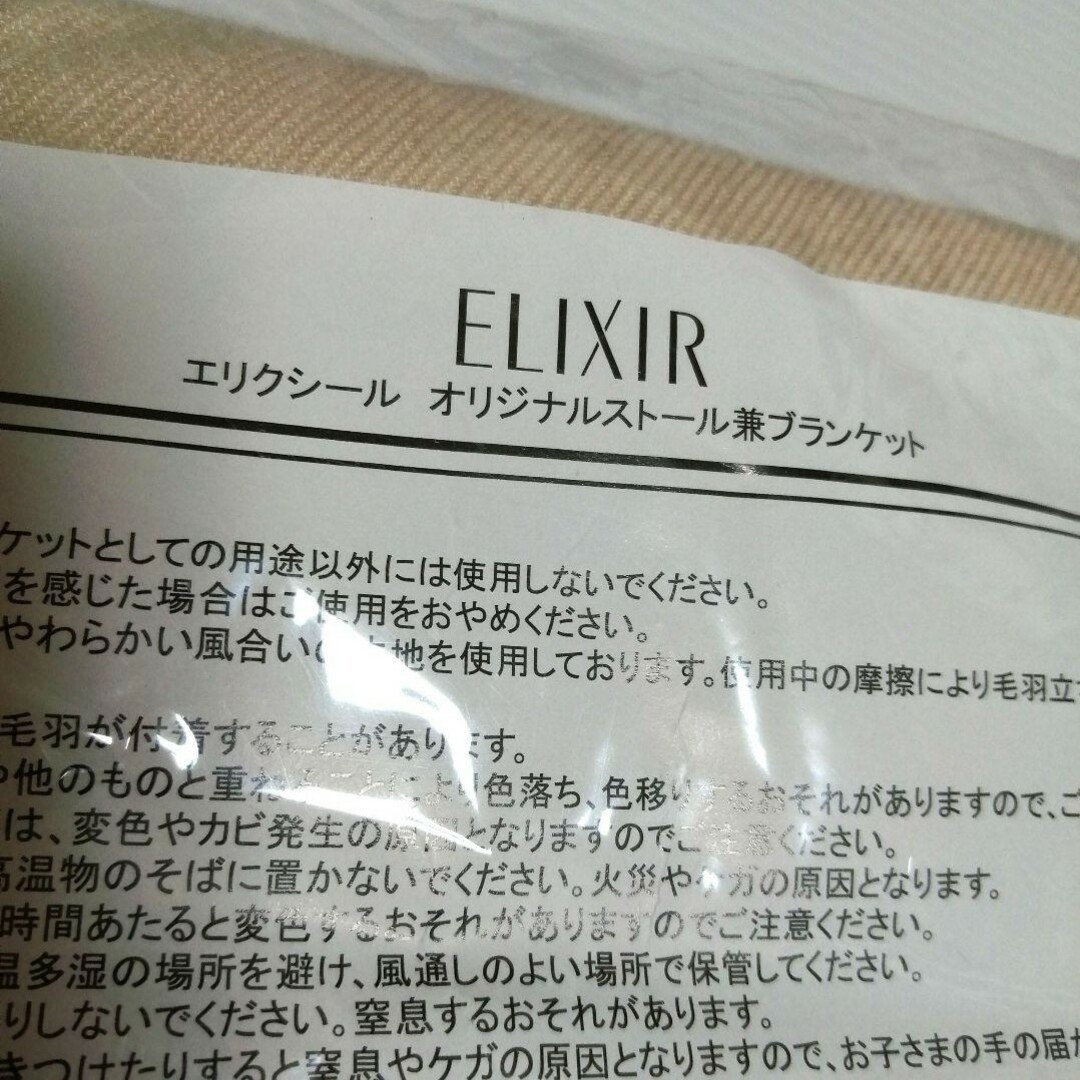 ELIXIR
エリクシール オリジナルストール兼ブランケット
ケットとしての用途以外には使用しないでください。
を感じた場合はご使用をおやめください。
やわらかい風合いの生地を使用しております。使用中の摩擦により毛羽立
毛羽が付着することがあります。
や他のものと重ねることにより色落ち、色移りするおそれがありますので、ご
は、変色やカビ発生の原因となりますのでご注意ください。
高温物のそばに置かないでください。火災やケガの原因となります。
時間あたると変色するおそれがありますのでご注意ください。
温多湿の場所を避け、風通しのよい場所で保管してください。
りしないでください。窒息するおそれがあります。
きつけたりすると窒息やケガの原因となりますので、お子さまの手の届